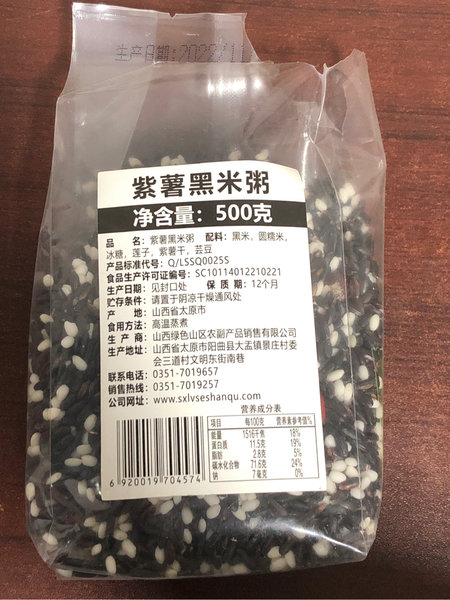 生产日期:2022/11
紫薯黑米粥
净含量：500克
品 名：紫薯黑米粥 配料：黑米，圆糯米，
冰糖，莲子，紫薯干，芸豆
产品标准代号：Q/LSSQ0025S
食品生产许可证编号：SC10114012210221
生产日期：见封口处 保 质 期：12个月
贮存条件：请置于阴凉干燥通风处
产 地：山西省太原市
食用方法：高温蒸煮
生 产 商：山西绿色山区农副产品销售有限公司
生产地址：山西省太原市阳曲县大盂镇景庄村委
会三道村文明东街南巷
联系电话：0351-7019657
销售热线：0351-7019257
公司网址：www.sxlvseshanqu.com
营养成分表
项目 每100克 营养素参考值%
能量 1516千焦 18%
蛋白质 11.5克 19%
脂肪 2.8克 5%
碳水化合物 71.6克 24%
钠 7毫克 0%
6 920019 704574